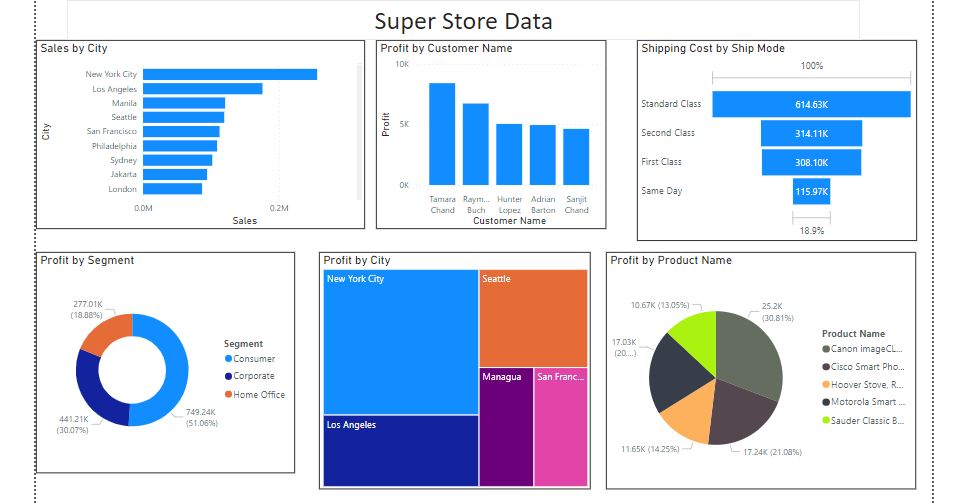 Super Store Data
Sales by City
City
New York City
Los Angeles
Manila
Seattle
San Francisco
Philadelphia
Sydney
Jakarta
London
0.0M
0.2M
Sales
Profit by Customer Name
Profit
10K
5K
0K
Tamara
Chand
Raym...
Buch
Hunter
Lopez
Adrian
Barton
Sanjit
Chand
Customer Name
Shipping Cost by Ship Mode
100%
Standard Class
614.63K
Second Class
314.11K
First Class
308.10K
Same Day
115.97K
18.9%
Profit by Segment
277.01K
(18.88%)
441.21K
(30.07%)
749.24K
(51.06%)
Segment
Consumer
Corporate
Home Office
Profit by City
New York City
Seattle
Los Angeles
Managua
San Franc...
Profit by Product Name
10.67K (13.05%)
25.2K
(30.81%)
17.03K
(20....)
11.65K (14.25%)
17.24K (21.08%)
Product Name
Canon imageCL...
Cisco Smart Pho...
Hoover Stove, R...
Motorola Smart ...
Sauder Classic B...